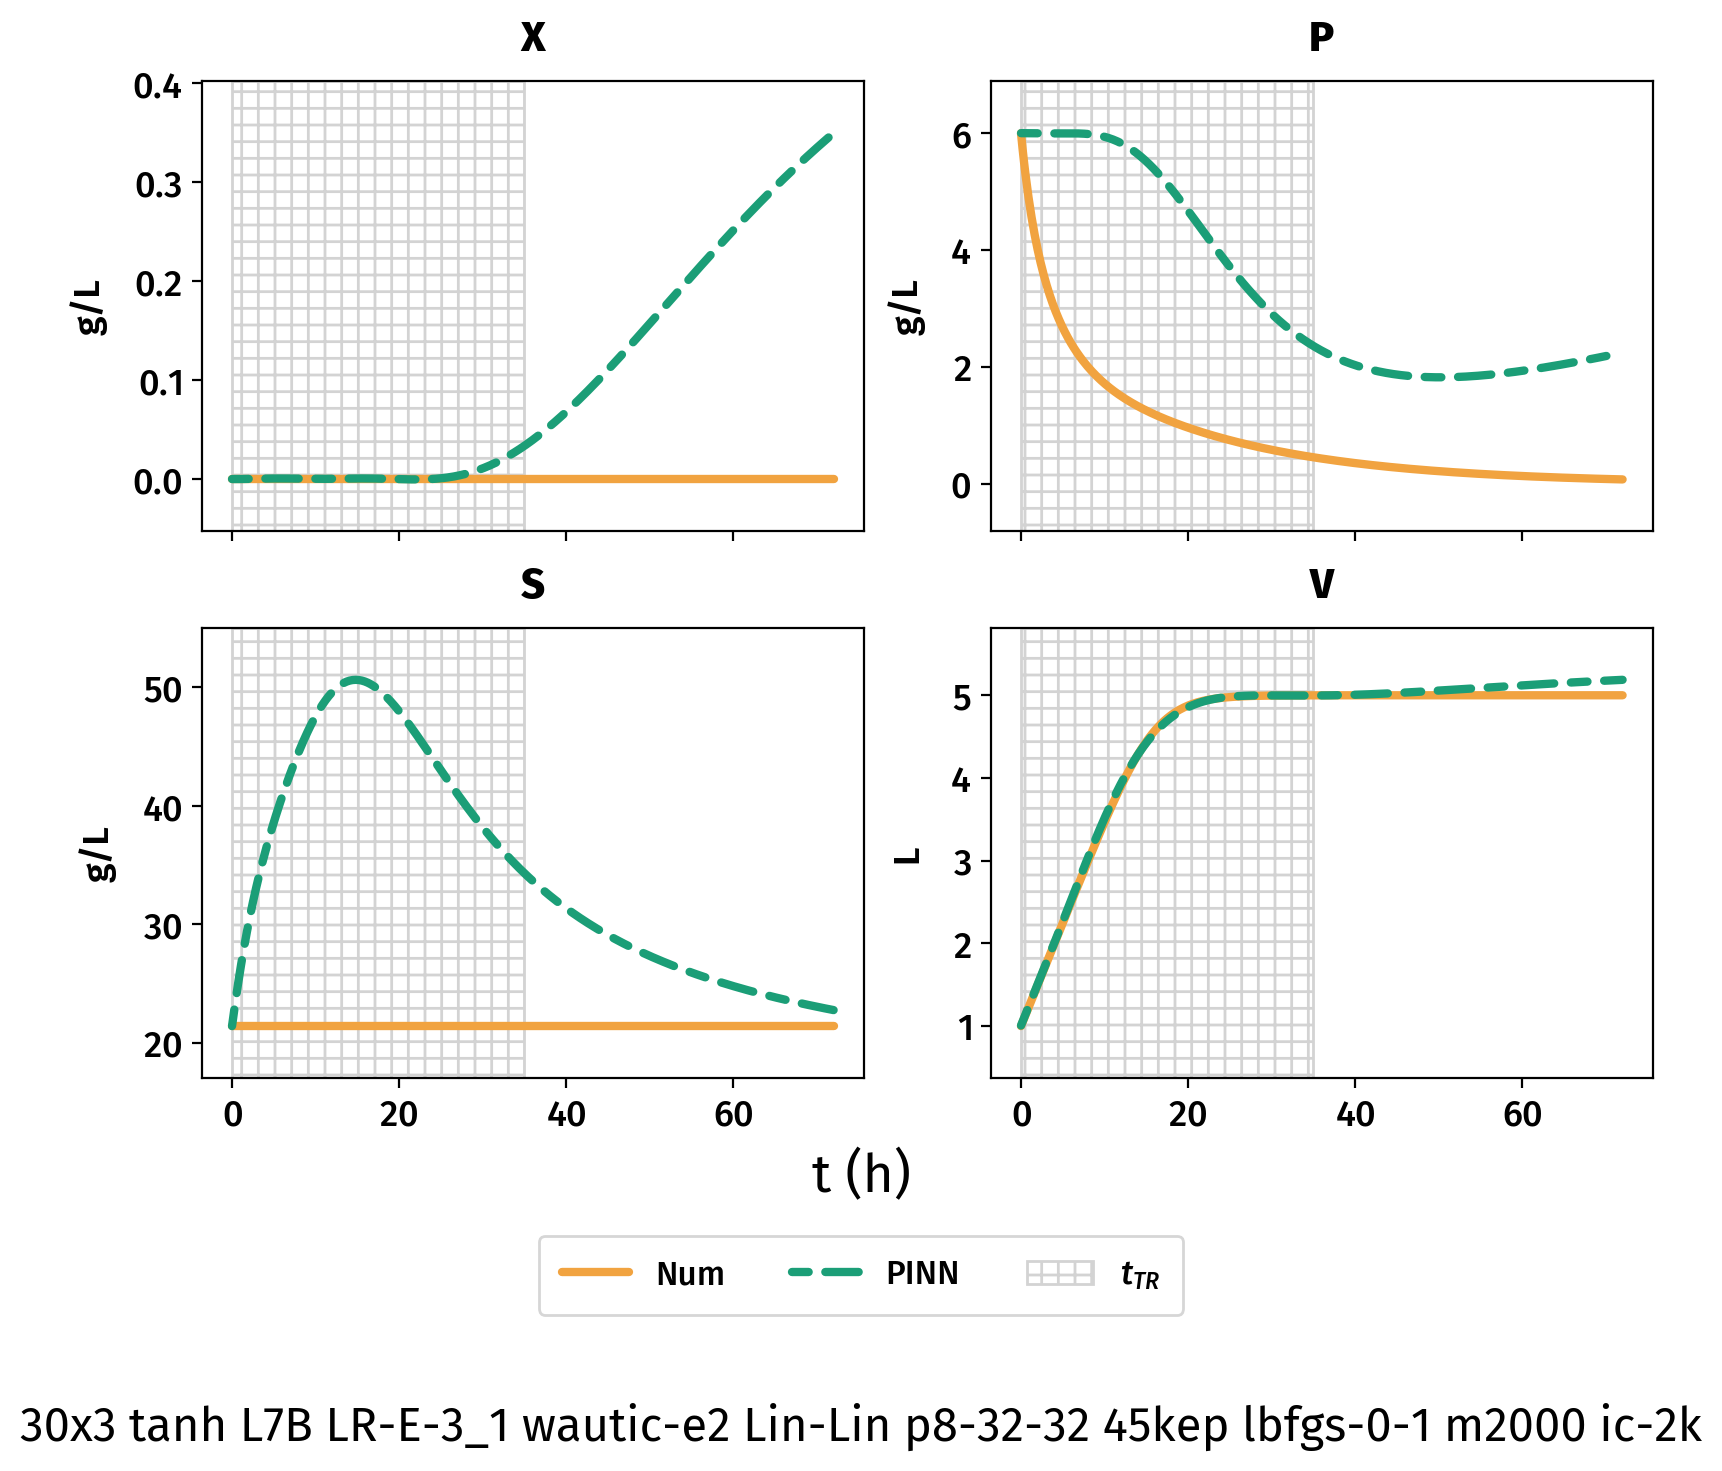 X
P
0.4
0.3
0.2
0.1
0.0
g/L
6
4
2
0
g/L
S
V
50
40
30
20
g/L
5
4
3
2
1
L
0 20 40 60
0 20 40 60
t (h)
Num PINN t_TR
30x3 tanh L7B LR-E-3_1 wautic-e2 Lin-Lin p8-32-32 45kep lbfgs-0-1 m2000 ic-2k